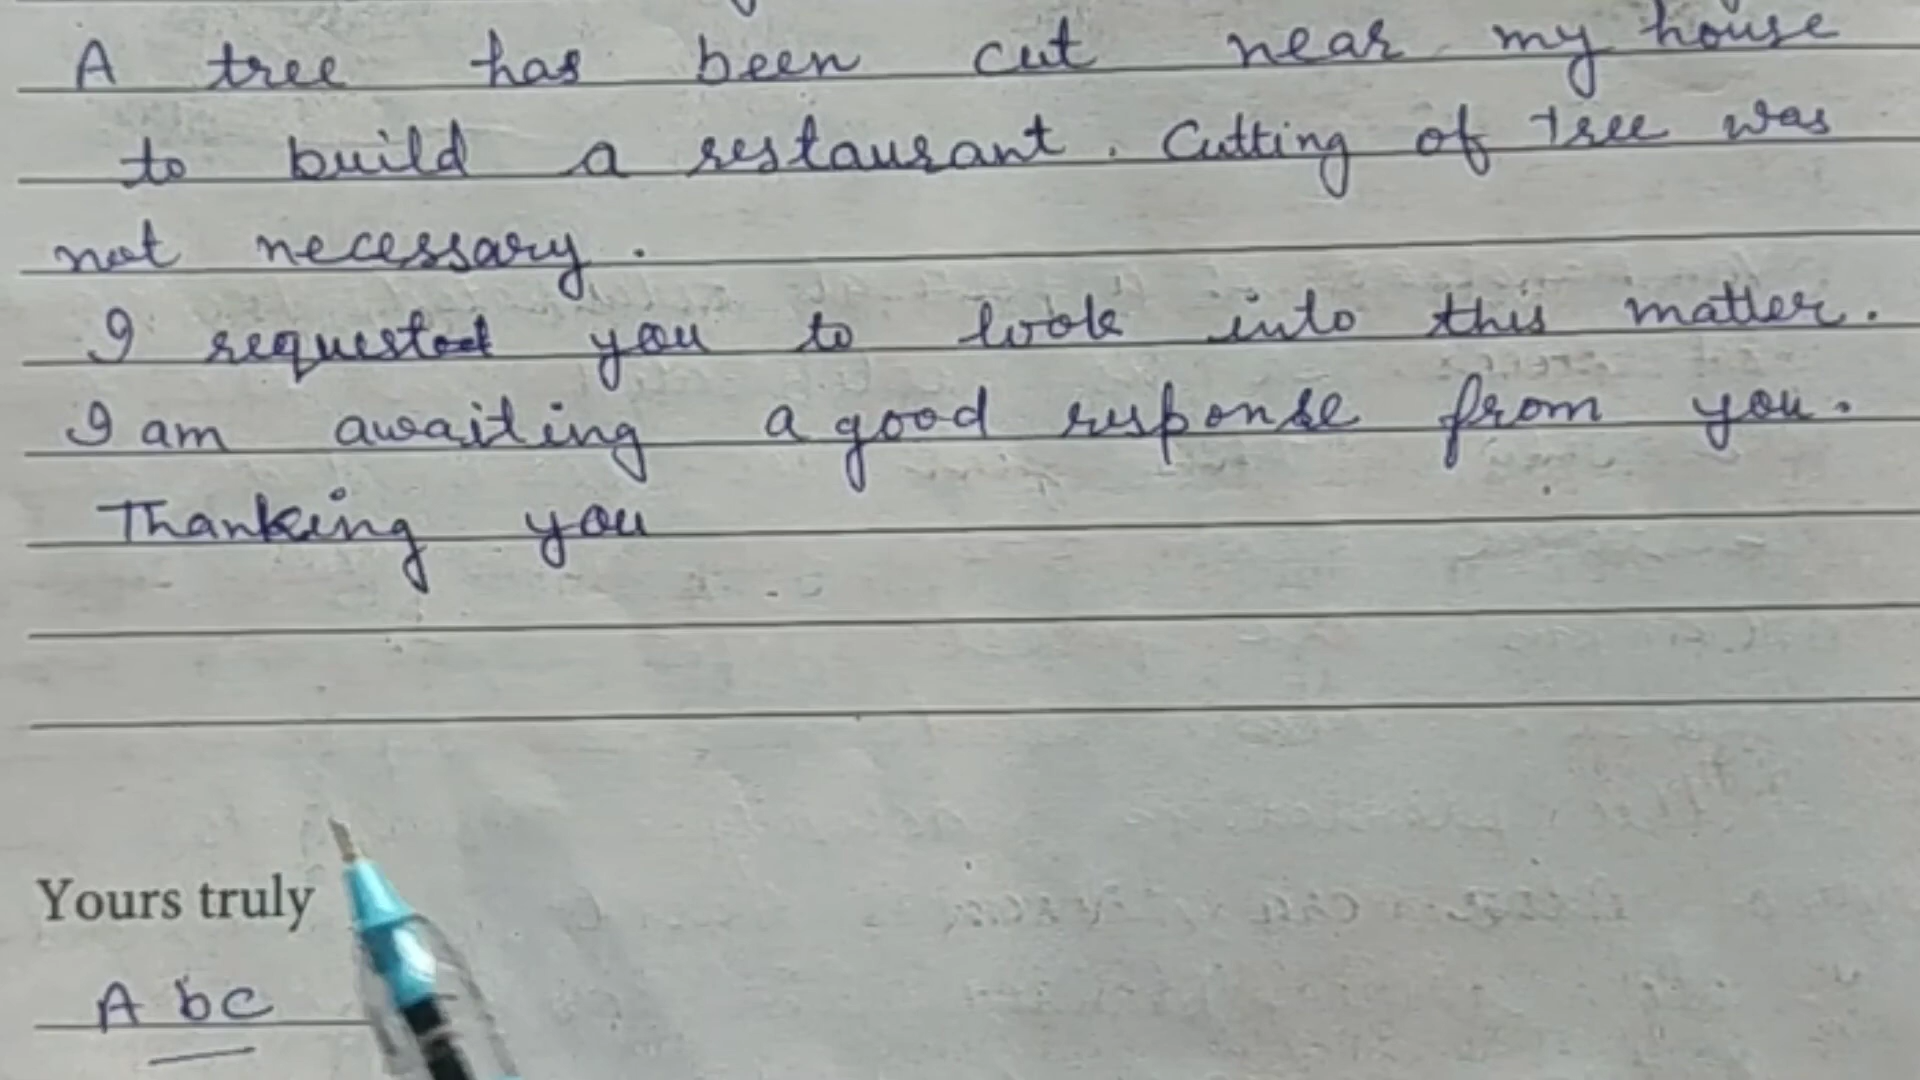 A tree has been cut near my house
to build a restaurant. Cutting of tree was
not necessary.
I requested you to look into this matter.
I am awaiting a good response from you.
Thanking you
Yours truly
Abc